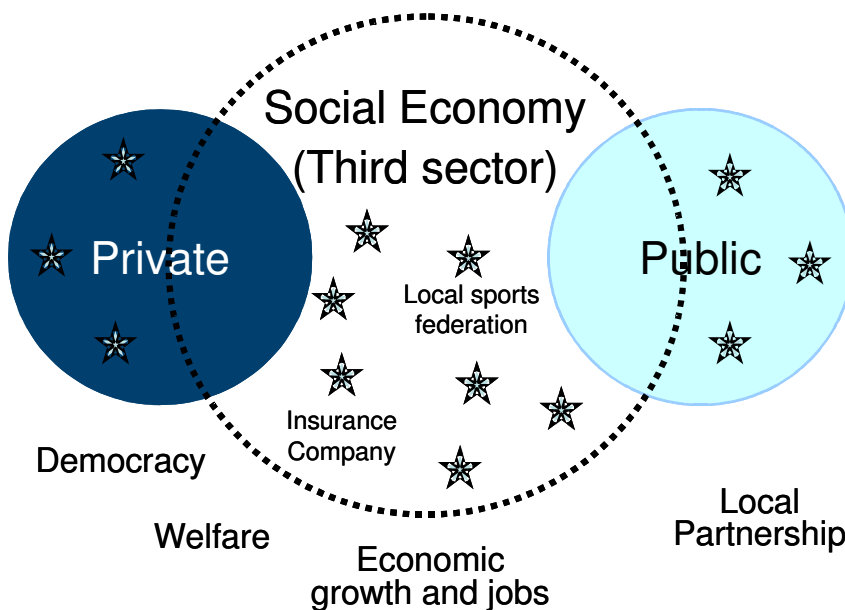 Social Economy
(Third sector)
Private
Public
Local sports
federation
Insurance
Company
Democracy
Welfare
Economic
growth and jobs
Local
Partnership